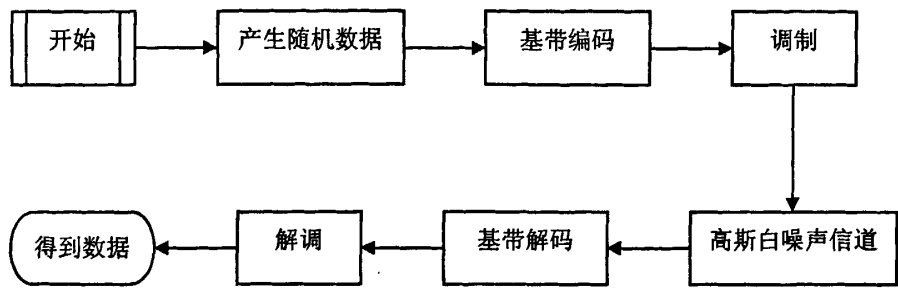 开始
产生随机数据
基带编码
调制
高斯白噪声信道
基带解码
解调
得到数据